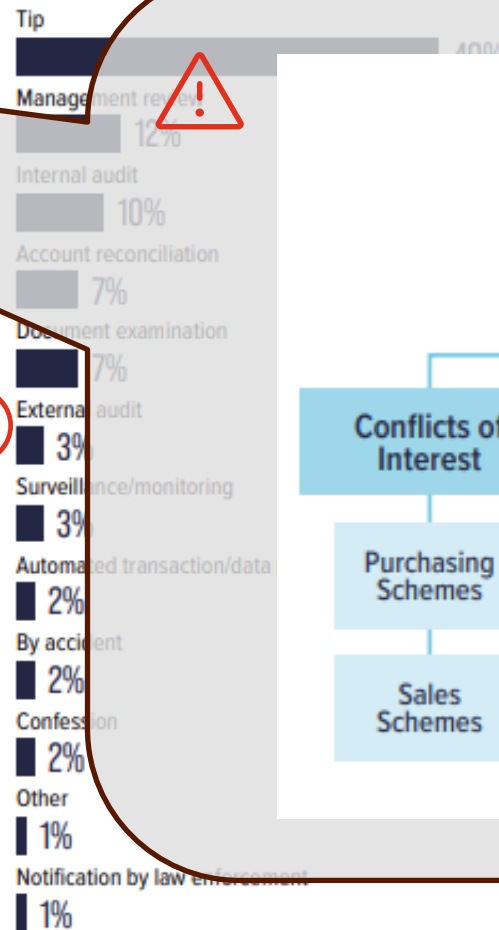 Tip
Management review
12%
Internal audit
10%
Account reconciliation
7%
Document examination
7%
External audit
3%
Surveillance/monitoring
3%
Automated transaction/data
2%
By accident
2%
Confession
2%
Other
1%
Notification by law enforcement
1%
Conflicts of
Interest
Purchasing
Schemes
Sales
Schemes